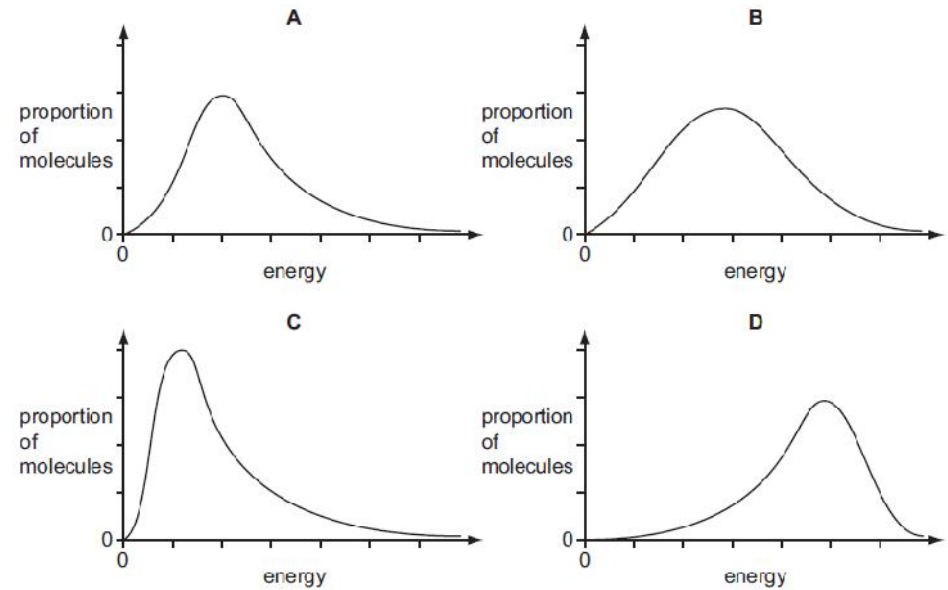 A
proportion
of
molecules
0
0
energy
B
proportion
of
molecules
0
0
energy
C
proportion
of
molecules
0
0
energy
D
proportion
of
molecules
0
0
energy